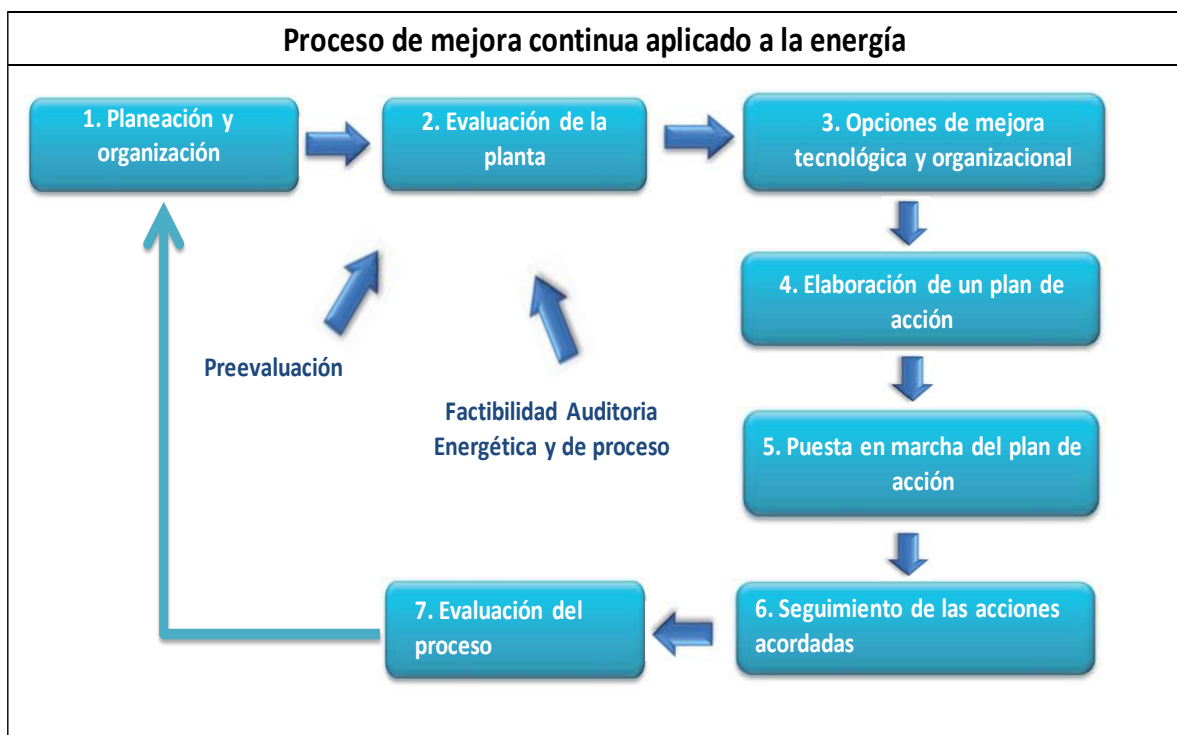 Proceso de mejora continua aplicado a la energía
1. Planeación y
organización
2. Evaluación de la
planta
3. Opciones de mejora
tecnológica y organizacional
4. Elaboración de un plan de
acción
Preevaluación
Factibilidad Auditoria
Energética y de proceso
5. Puesta en marcha del plan de
acción
6. Seguimiento de las acciones
acordadas
7. Evaluación del
proceso